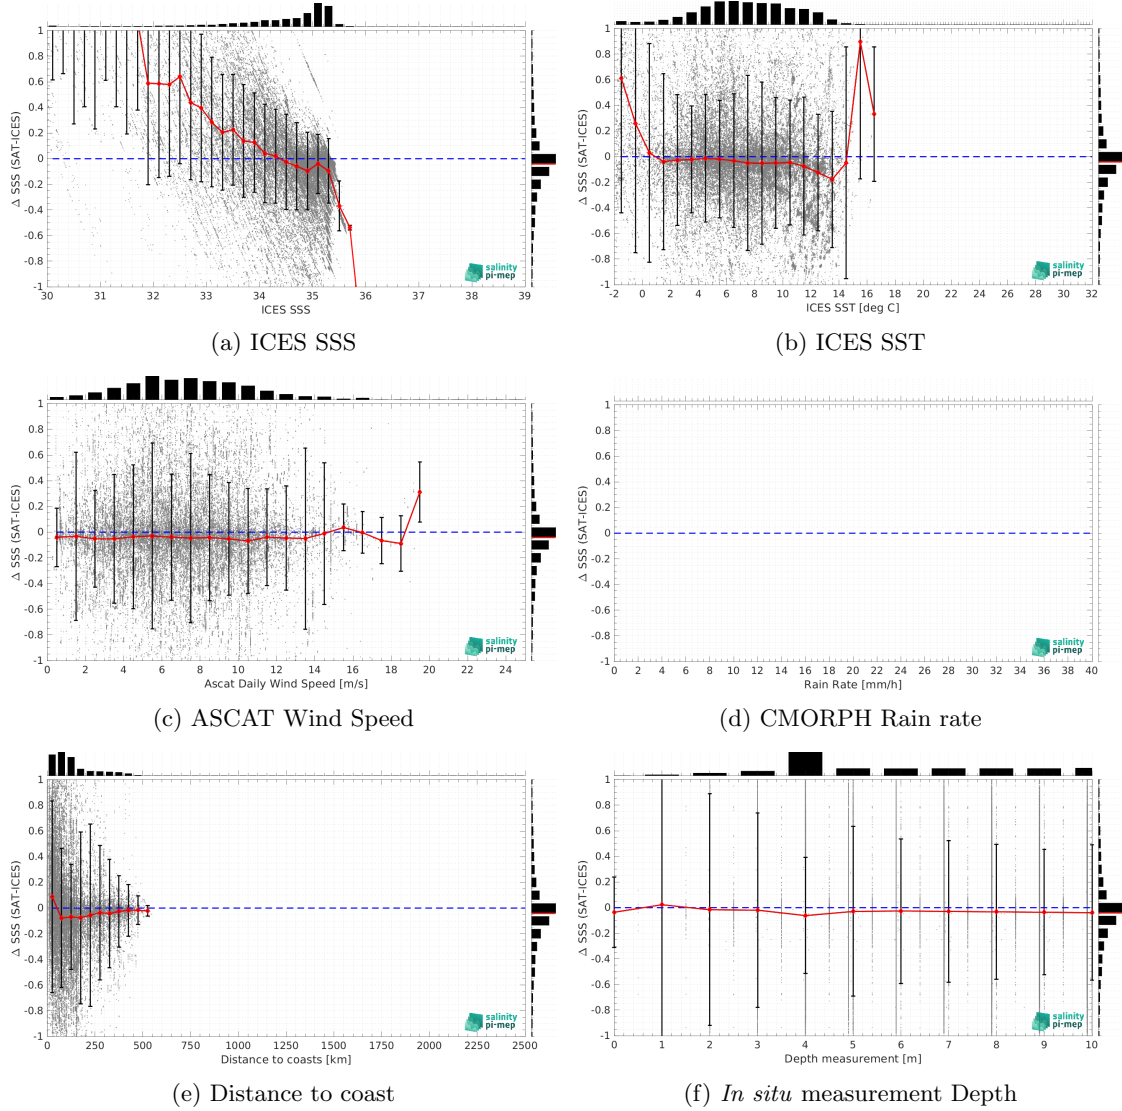 1
0.8
0.6
0.4
0.2
0
-0.2
-0.4
-0.6
-0.8
-1
Δ SSS (SAT-ICES)
30 31 32 33 34 35 36 37 38 39
ICES SSS
salinity
pi-mep
(a) ICES SSS
1
0.8
0.6
0.4
0.2
0
-0.2
-0.4
-0.6
-0.8
-1
Δ SSS (SAT-ICES)
-2 0 2 4 6 8 10 12 14 16 18 20 22 24 26 28 30 32
ICES SST [deg C]
salinity
pi-mep
(b) ICES SST
1
0.8
0.6
0.4
0.2
0
-0.2
-0.4
-0.6
-0.8
-1
Δ SSS (SAT-ICES)
0 2 4 6 8 10 12 14 16 18 20 22 24
Ascat Daily Wind Speed [m/s]
salinity
pi-mep
(c) ASCAT Wind Speed
1
0.8
0.6
0.4
0.2
0
-0.2
-0.4
-0.6
-0.8
-1
Δ SSS (SAT-ICES)
0 2 4 6 8 10 12 14 16 18 20 22 24 26 28 30 32 34 36 38 40
Rain Rate [mm/h]
salinity
pi-mep
(d) CMORPH Rain rate
1
0.8
0.6
0.4
0.2
0
-0.2
-0.4
-0.6
-0.8
-1
Δ SSS (SAT-ICES)
0 250 500 750 1000 1250 1500 1750 2000 2250 2500
Distance to coasts [km]
salinity
pi-mep
(e) Distance to coast
1
0.8
0.6
0.4
0.2
0
-0.2
-0.4
-0.6
-0.8
-1
Δ SSS (SAT-ICES)
0 1 2 3 4 5 6 7 8 9 10
Depth measurement [m]
salinity
pi-mep
(f) In situ measurement Depth